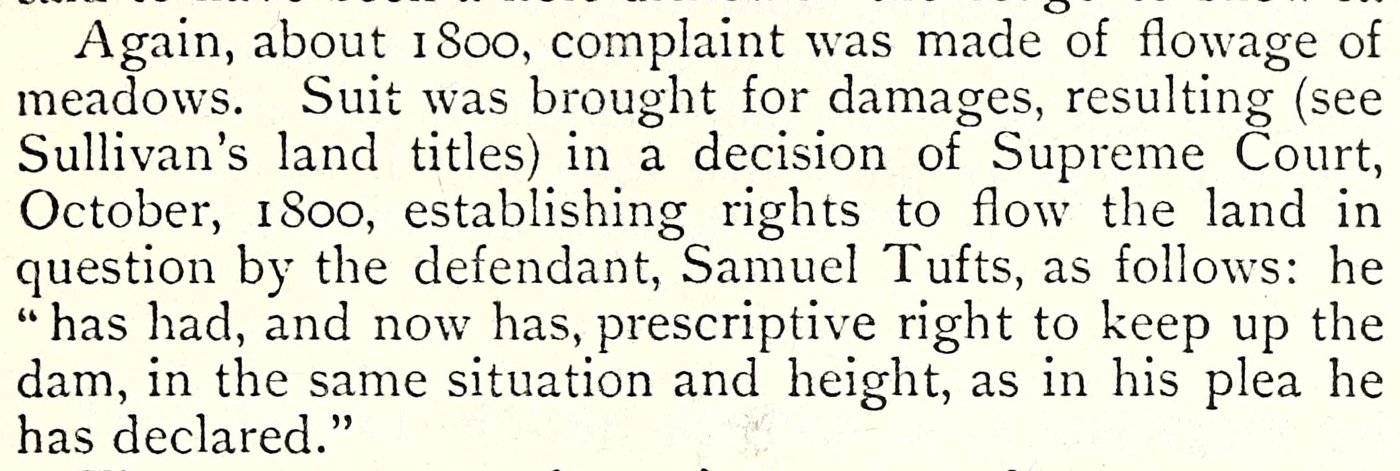 Again, about 1800, complaint was made of flowage of
meadows. Suit was brought for damages, resulting (see
Sullivan's land titles) in a decision of Supreme Court,
October, 1800, establishing rights to flow the land in
question by the defendant, Samuel Tufts, as follows: he
“has had, and now has, prescriptive right to keep up the
dam, in the same situation and height, as in his plea he
has declared.”